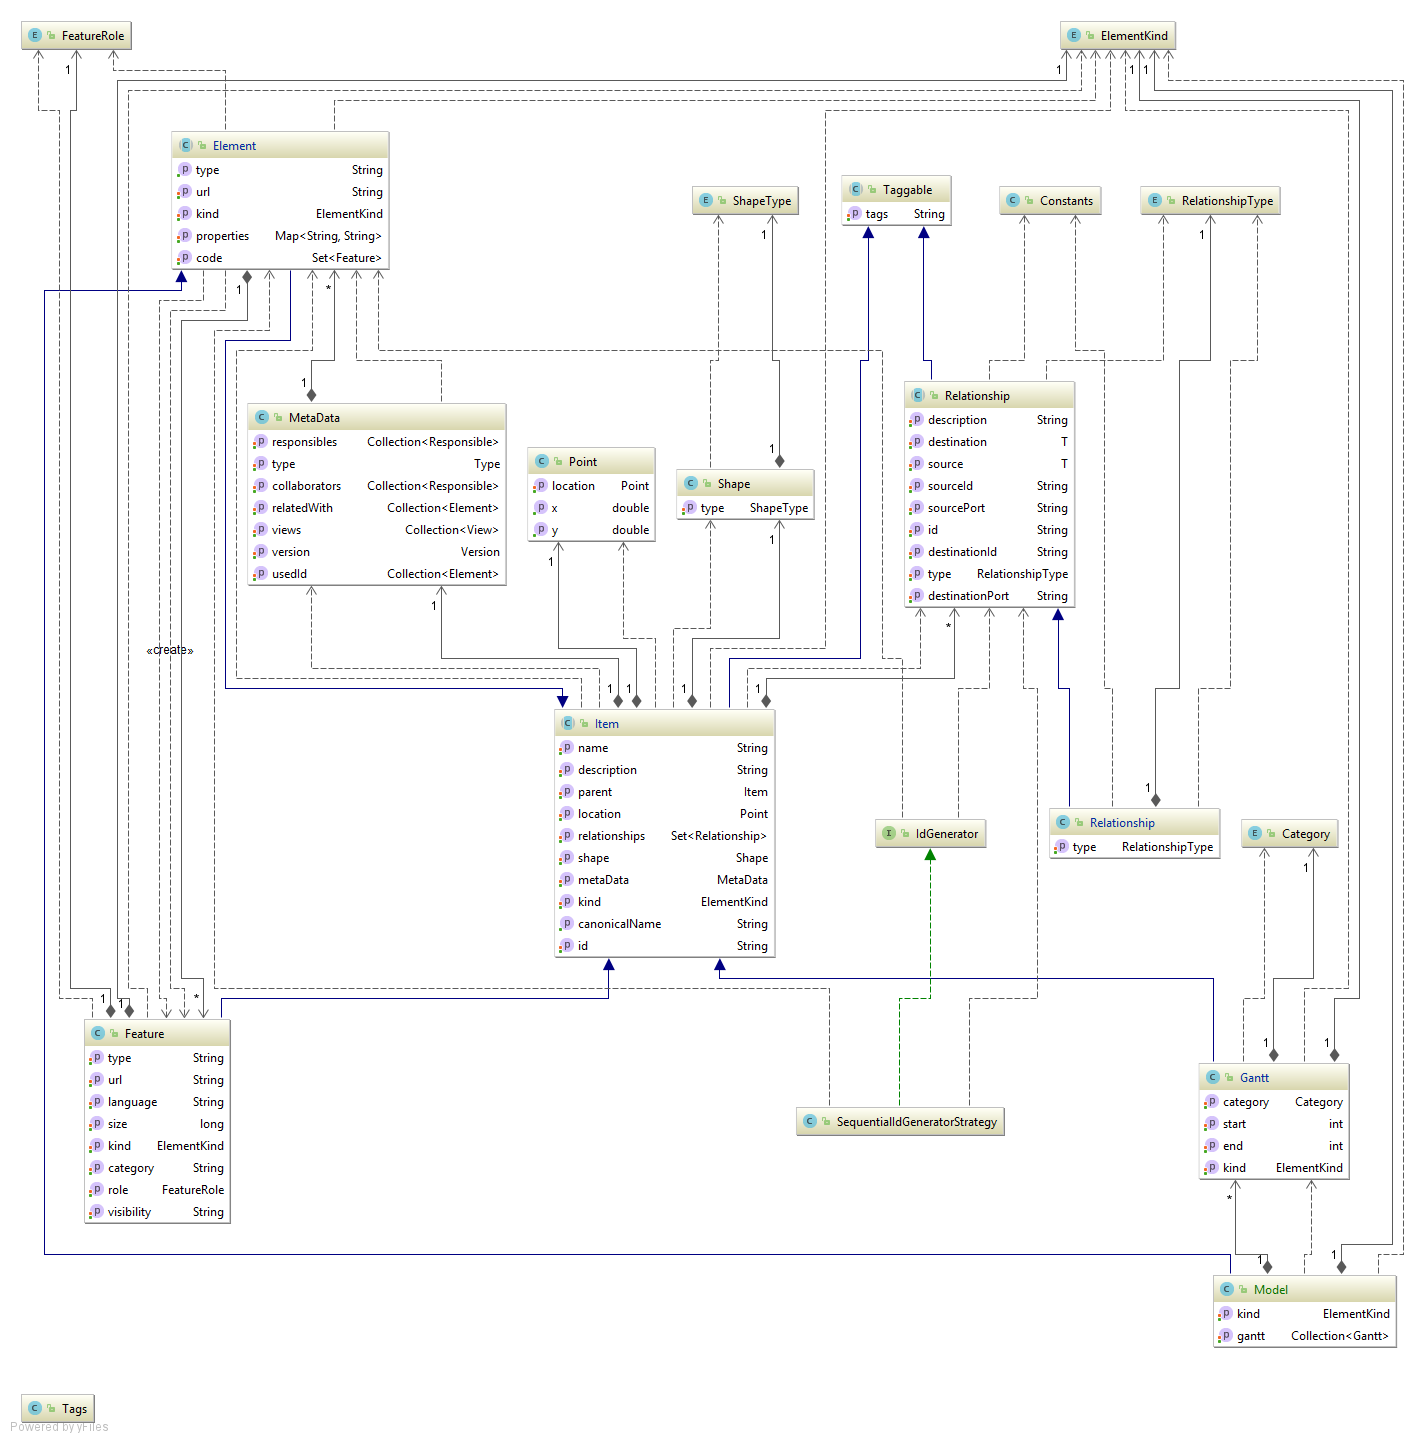 E FeatureRole
E ElementKind
1
1
1
1
C Element
p type String
p url String
p kind ElementKind
p properties Map<String, String>
p code Set<Feature>
E ShapeType
C Taggable
p tags String
C Constants
E RelationshipType
1
1
1
*
1
C MetaData
p responsibles Collection<Responsible>
p type Type
p collaborators Collection<Responsible>
p relatedWith Collection<Element>
p views Collection<View>
p version Version
p usedId Collection<Element>
C Point
p location Point
p x double
p y double
1
C Shape
p type ShapeType
C Relationship
p description String
p destination T
p source T
p sourceId String
p sourcePort String
p id String
p destinationId String
p type RelationshipType
p destinationPort String
1
1
1
*
«create»
1
1
1
1
C Item
p name String
p description String
p parent Item
p location Point
p relationships Set<Relationship>
p shape Shape
p metaData MetaData
p kind ElementKind
p canonicalName String
p id String
I IdGenerator
1
C Relationship
p type RelationshipType
E Category
1
1
1
*
C Feature
p type String
p url String
p language String
p size long
p kind ElementKind
p category String
p role FeatureRole
p visibility String
C SequentialIdGeneratorStrategy
1
1
C Gantt
p category Category
p start int
p end int
p kind ElementKind
*
1
1
C Model
p kind ElementKind
p gantt Collection<Gantt>
C Tags
Powered by yFiles